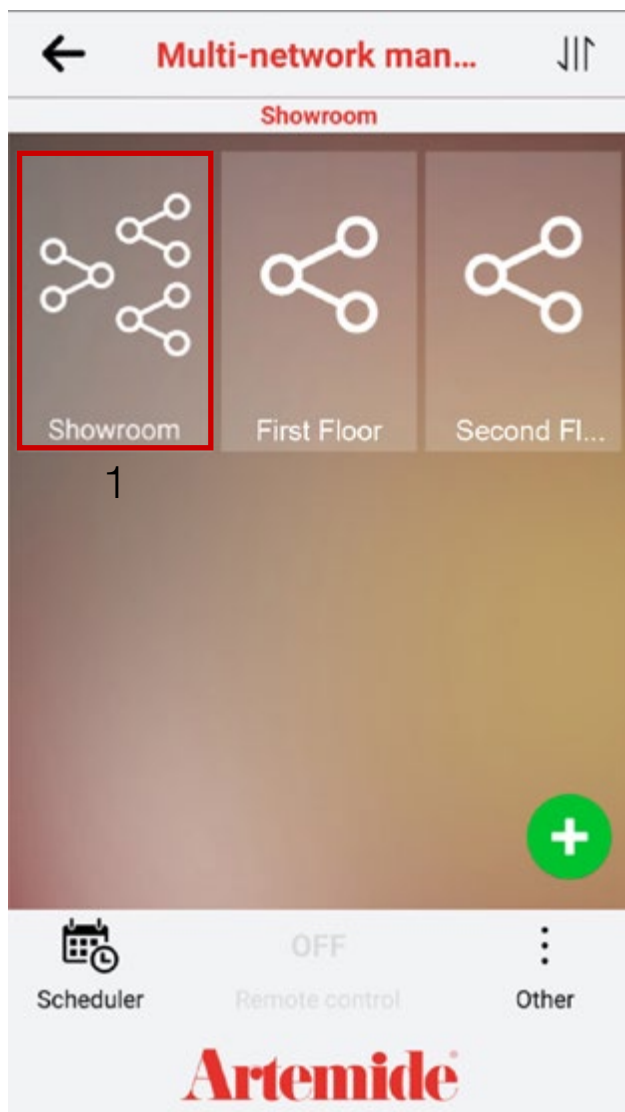 Multi-network man...
Showroom
Showroom
First Floor
Second Fl...
1
OFF
Scheduler
Remote control
Other
Artemide